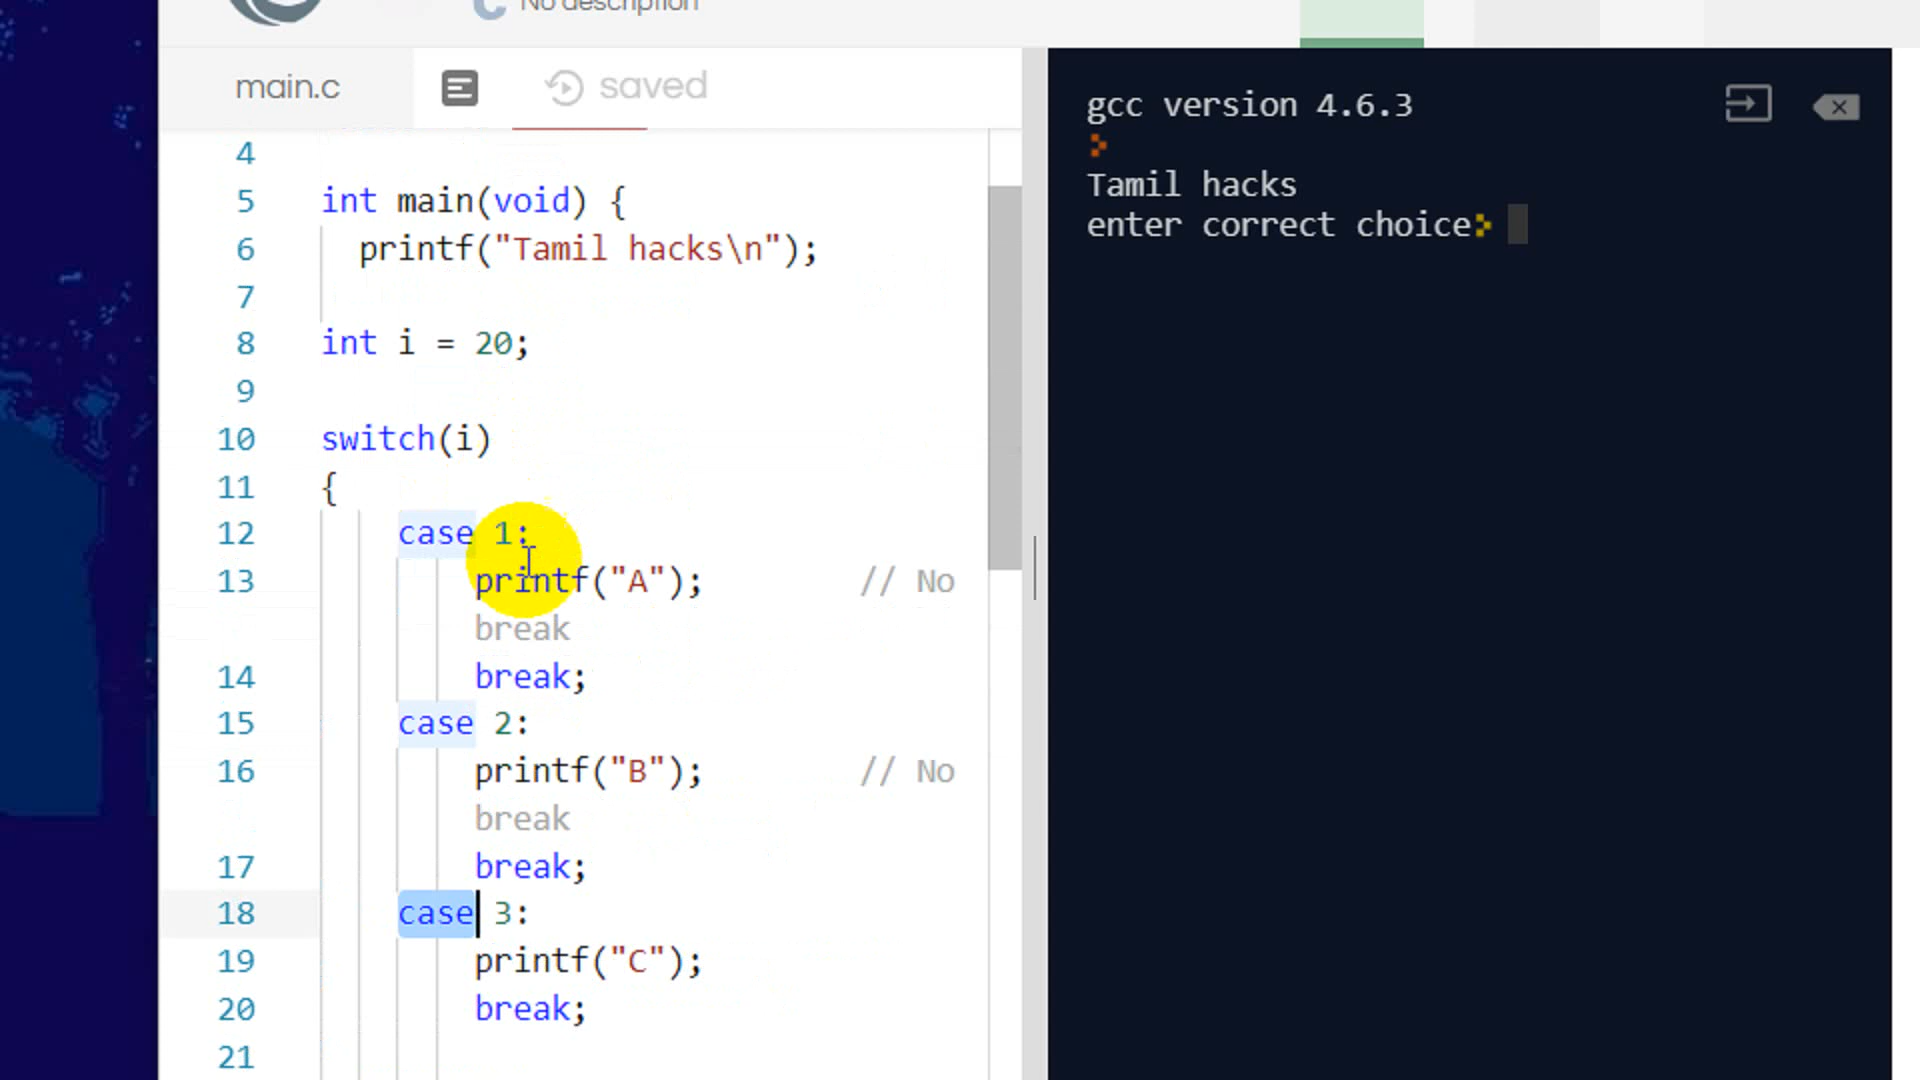 No description
main.c
saved
4
5 int main(void) {
6 printf("Tamil hacks\n");
7
8 int i = 20;
9
10 switch(i)
11 {
12 case 1:
13 printf("A"); // No
break
14 break;
15 case 2:
16 printf("B"); // No
break
17 break;
18 case 3:
19 printf("C");
20 break;
21
gcc version 4.6.3
>
Tamil hacks
enter correct choice>